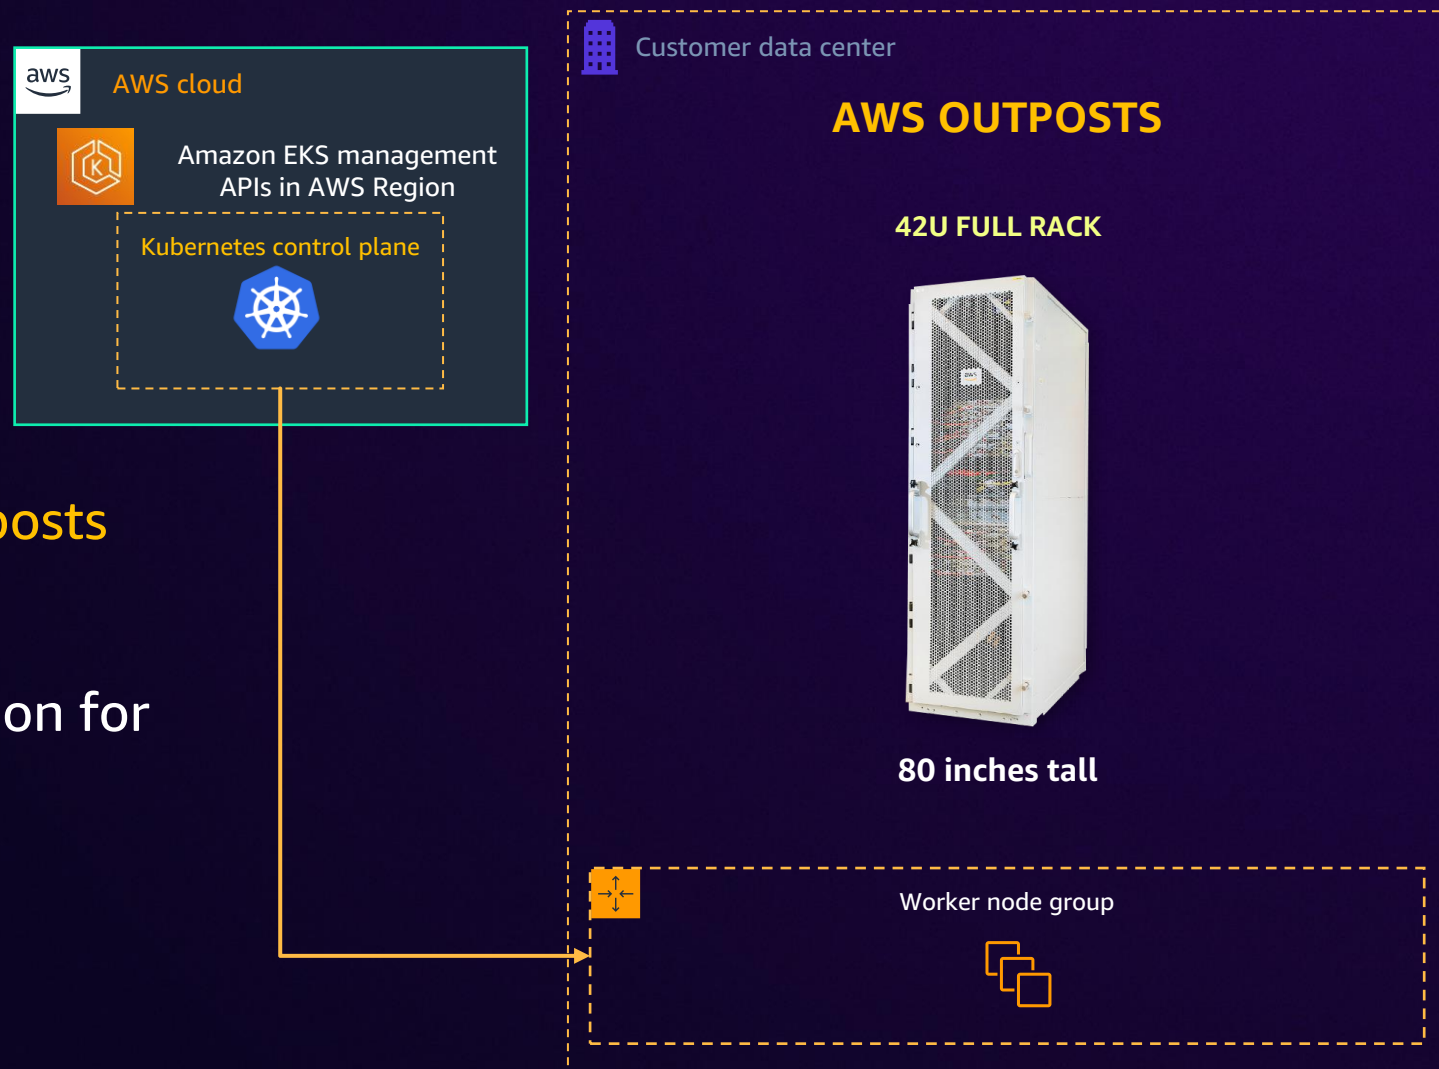 aws
AWS cloud
Amazon EKS management
APIs in AWS Region
Kubernetes control plane
osts
on for
Customer data center
AWS OUTPOSTS
42U FULL RACK
aws
80 inches tall
Worker node group